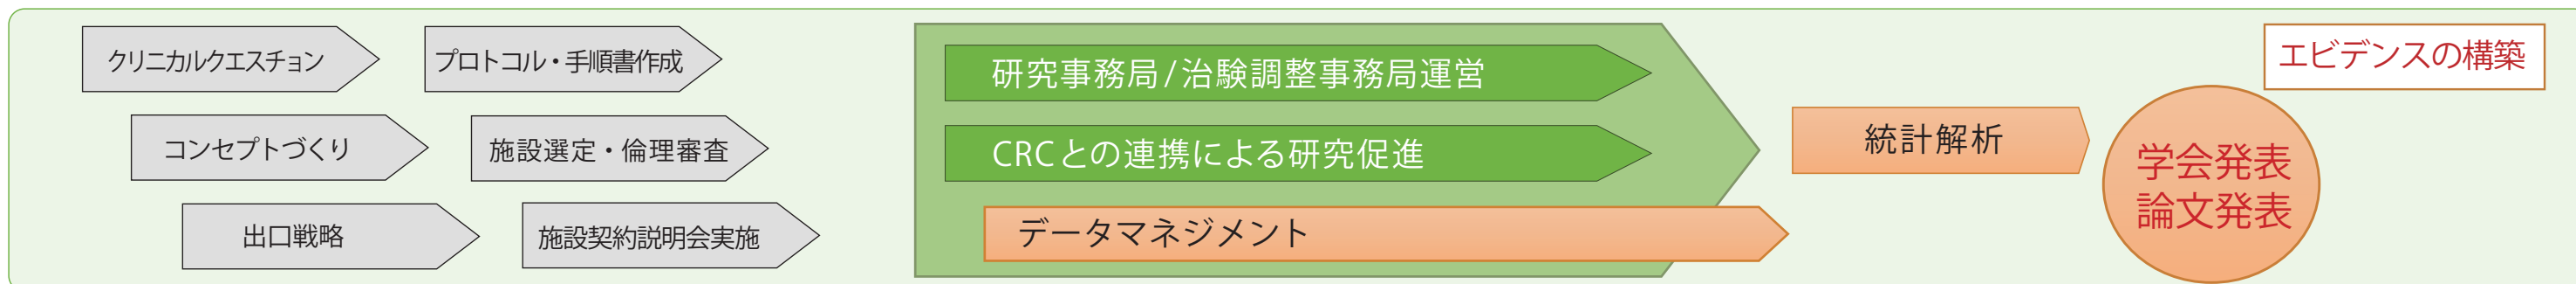 クリニカルクエスチョン
コンセプトづくり
出口戦略
プロトコル・手順書作成
施設選定・倫理審査
施設契約説明会実施
研究事務局/治験調整事務局運営
CRCとの連携による研究促進
データマネジメント
統計解析
エビデンスの構築
学会発表
論文発表